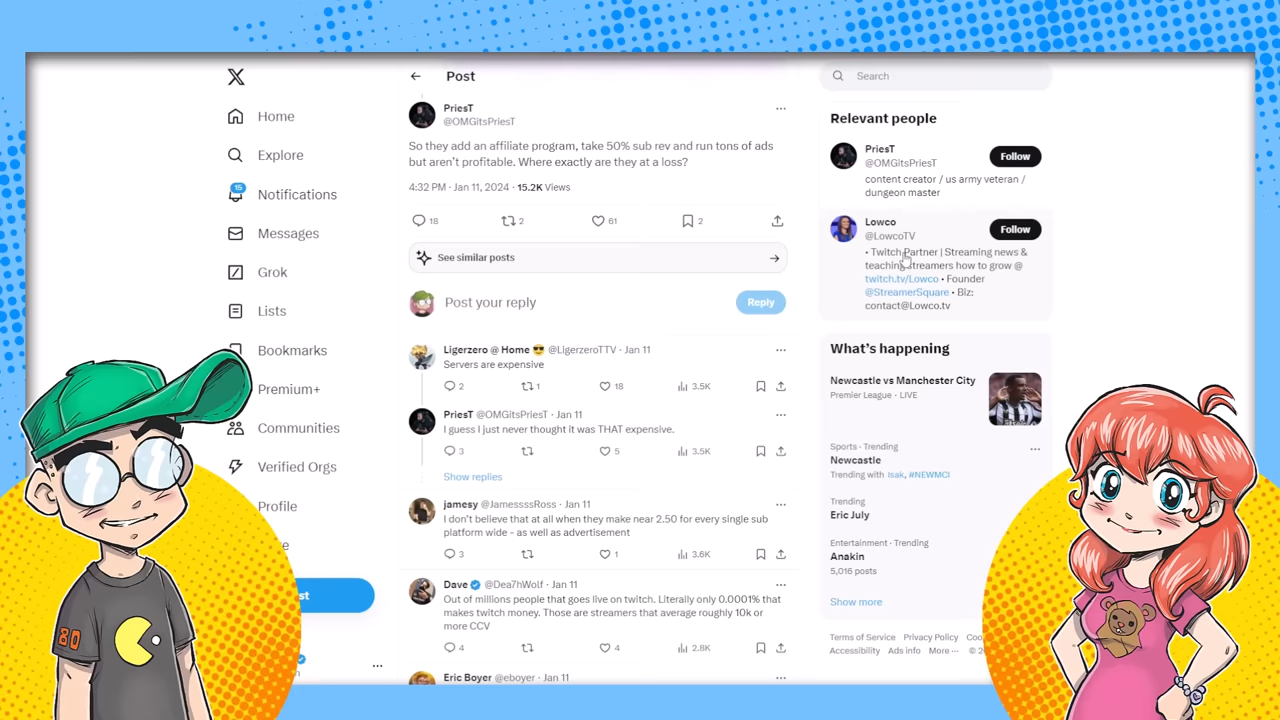 Home
Explore
15
Notifications
Messages
Grok
Lists
Bookmarks
Premium+
Communities
Verified Orgs
Profile
Post
PriesT
@OMGitsPriesT
So they add an affiliate program, take 50% sub rev and run tons of ads
but aren't profitable. Where exactly are they at a loss?
4:32 PM · Jan 11, 2024 · 15.2K Views
18
2
61
2
See similar posts
Post your reply
Reply
Ligerzero @ Home 😎 @LigerzeroTTV · Jan 11
Servers are expensive
2
1
18
3.5K
PriesT @OMGitsPriesT · Jan 11
I guess I just never thought it was THAT expensive.
3
5
3.5K
Show replies
jamesy @JamessssRoss · Jan 11
I don't believe that at all when they make near 2.50 for every single sub
platform wide - as well as advertisement
3
1
3.6K
Dave @Dea7hWolf · Jan 11
Out of millions people that goes live on twitch. Literally only 0.0001% that
makes twitch money. Those are streamers that average roughly 10k or
more CCV
4
4
2.8K
Eric Boyer @eboyer · Jan 11
Search
Relevant people
PriesT
@OMGitsPriesT
Follow
content creator / us army veteran /
dungeon master
Lowco
@LowcoTV
Follow
• Twitch Partner | Streaming news &
teaching streamers how to grow @
twitch.tv/Lowco • Founder
@StreamerSquare • Biz:
contact@Lowco.tv
What's happening
Newcastle vs Manchester City
Premier League · LIVE
Sports · Trending
Newcastle
Trending with Isak, #NEWMCI
Trending
Eric July
Entertainment · Trending
Anakin
5,016 posts
Show more
Terms of Service Privacy Policy
Accessibility Ads info More ···
80